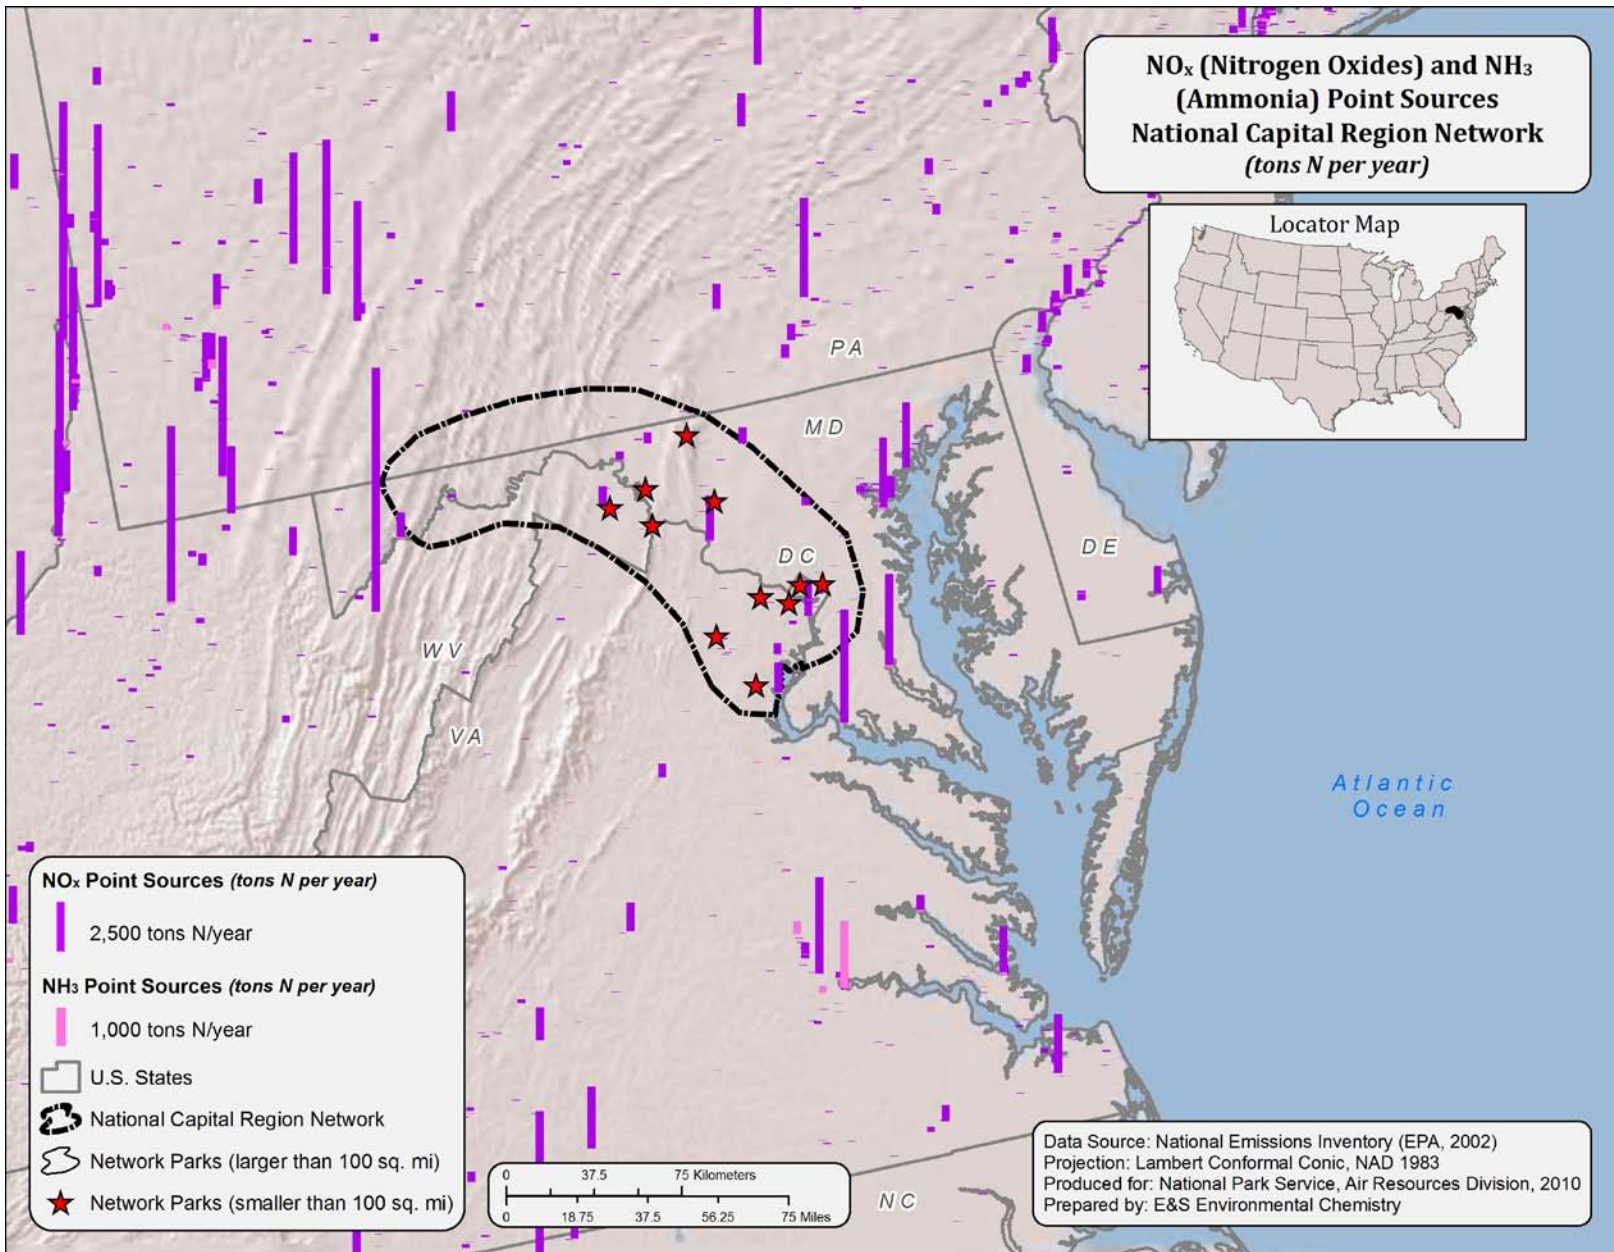 NOx (Nitrogen Oxides) and NH3
(Ammonia) Point Sources
National Capital Region Network
(tons N per year)
Locator Map
PA
MD
DC
DE
WV
VA
Atlantic
Ocean
NC
NOx Point Sources (tons N per year)
2,500 tons N/year
NH3 Point Sources (tons N per year)
1,000 tons N/year
U.S. States
National Capital Region Network
Network Parks (larger than 100 sq. mi)
Network Parks (smaller than 100 sq. mi)
0 37.5 75 Kilometers
0 18 75 37.5 56.25 75 Miles
Data Source: National Emissions Inventory (EPA, 2002)
Projection: Lambert Conformal Conic, NAD 1983
Produced for: National Park Service, Air Resources Division, 2010
Prepared by: E&S Environmental Chemistry